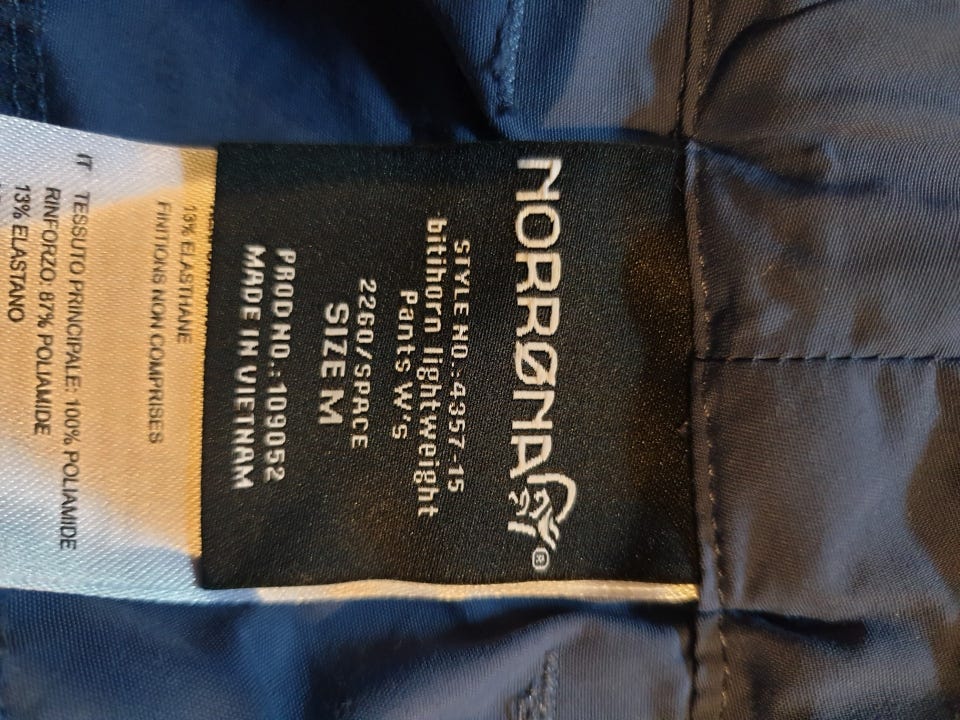 NORRØNA®
STYLE NO.:4357-15
bitihorn lightweight
Pants W's
2260/SPACE
SIZE M
PROD NO.:109052
MADE IN VIETNAM
13% ELASTHANE
FINITIONS NON COMPRISES
IT TESSUTO PRINCIPALE: 100% POLIAMIDE
RINFORZO: 87% POLIAMIDE
13% ELASTANO